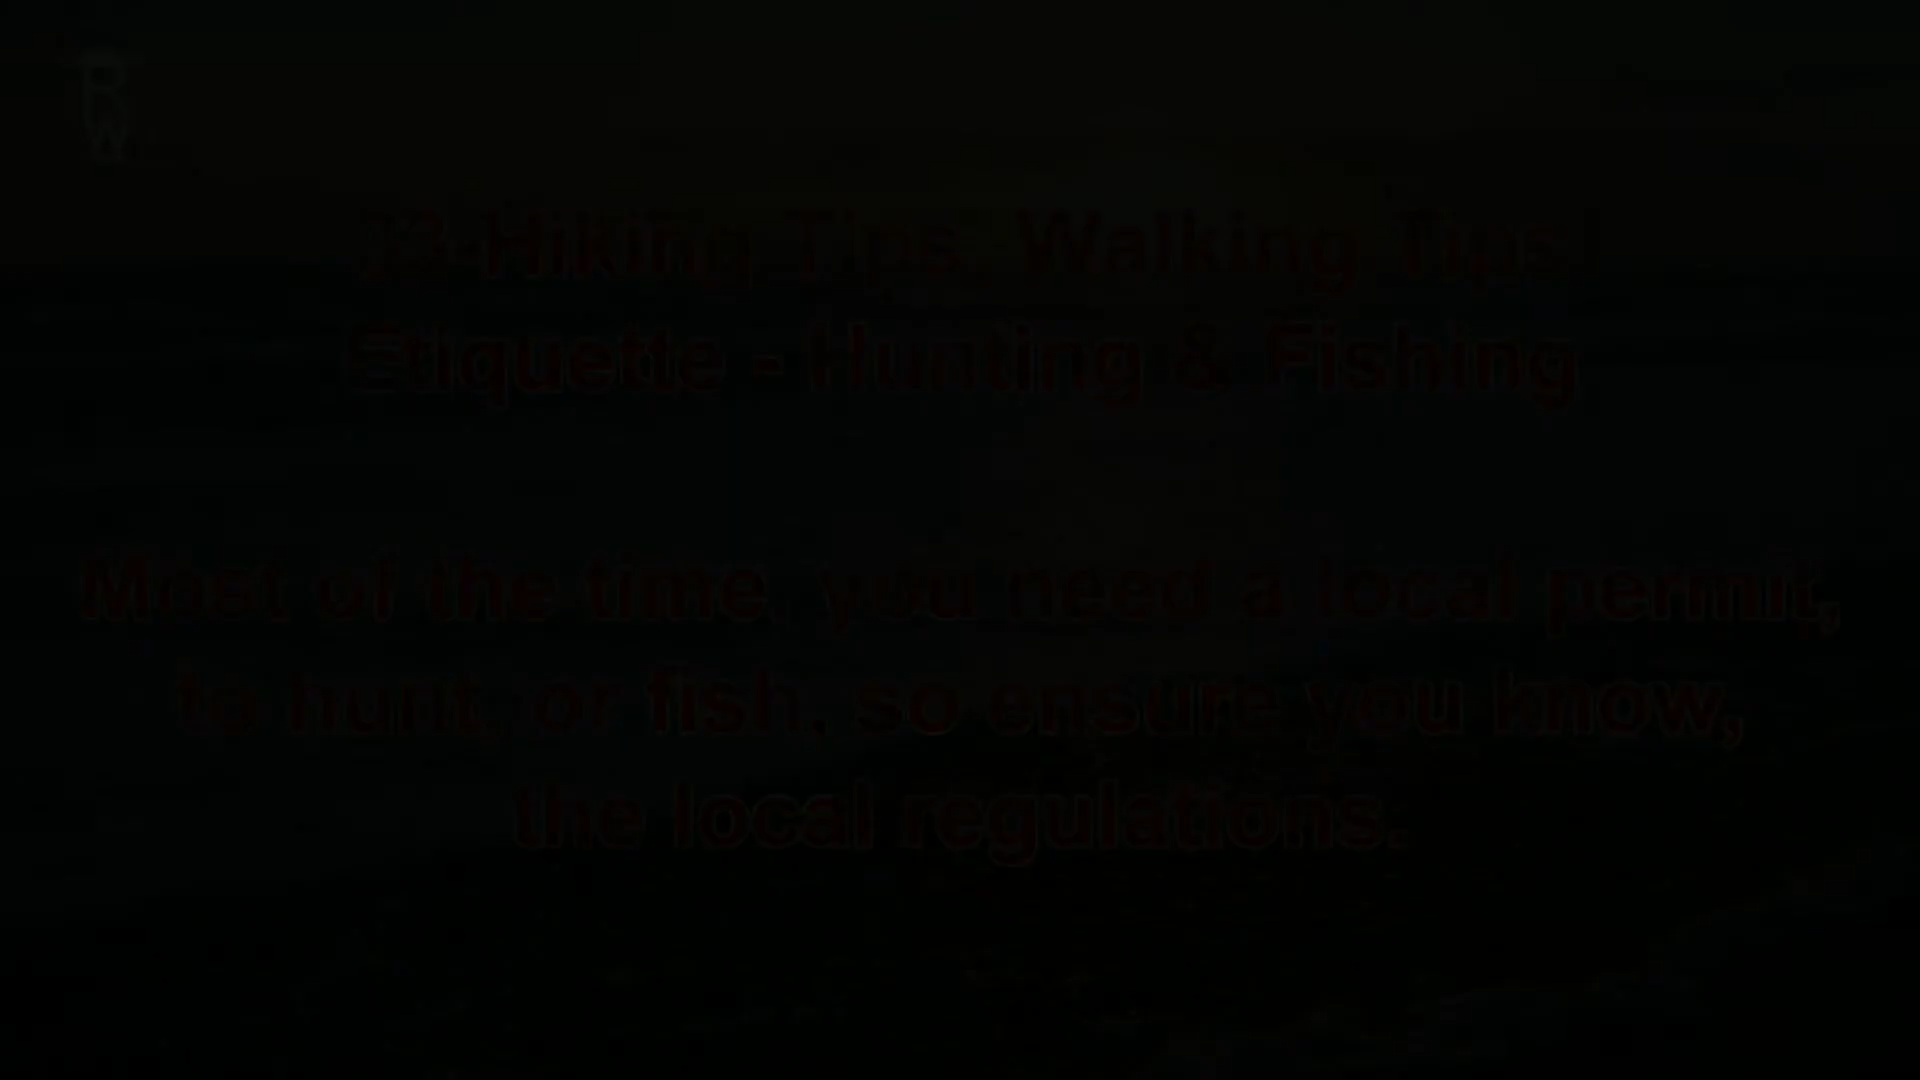 R
W
33-Hiking Tips, Walking Tips!
Etiquette - Hunting & Fishing
Most of the time, you need a local permit,
to hunt, or fish, so ensure you know,
the local regulations.